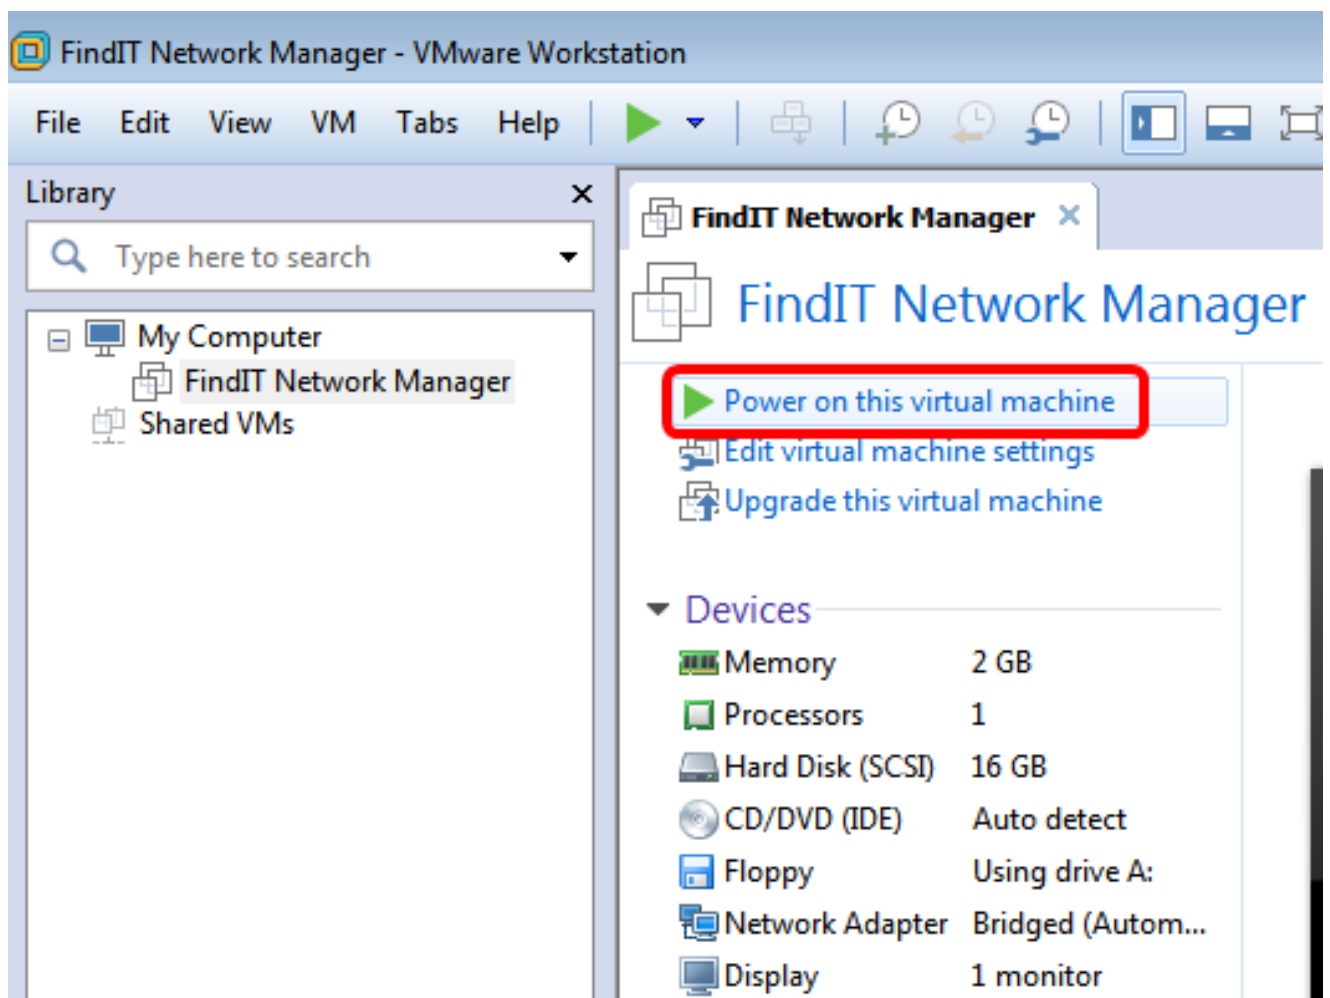 FindIT Network Manager - VMware Workstation
File Edit View VM Tabs Help
Library
Type here to search
My Computer
FindIT Network Manager
Shared VMs
FindIT Network Manager
FindIT Network Manager
Power on this virtual machine
Edit virtual machine settings
Upgrade this virtual machine
Devices
Memory 2 GB
Processors 1
Hard Disk (SCSI) 16 GB
CD/DVD (IDE) Auto detect
Floppy Using drive A:
Network Adapter Bridged (Autom...
Display 1 monitor